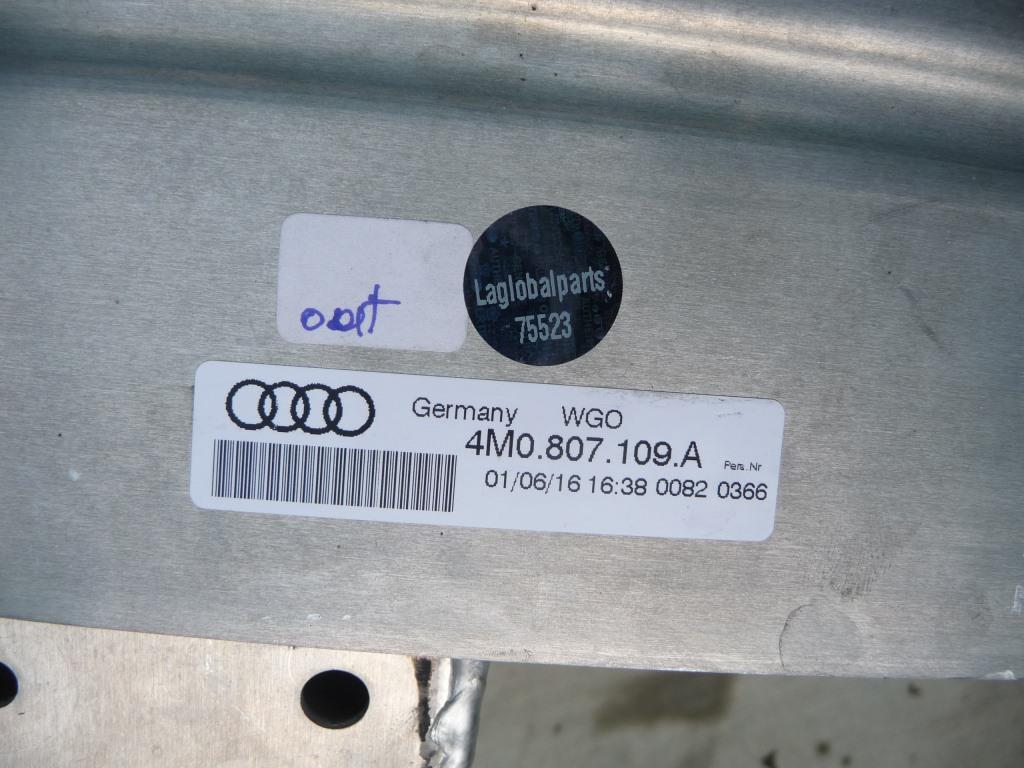 Laglobalparts
75523
Germany WGO
4M0.807.109.A Pers.Nr
01/06/16 16:38 0082 0366